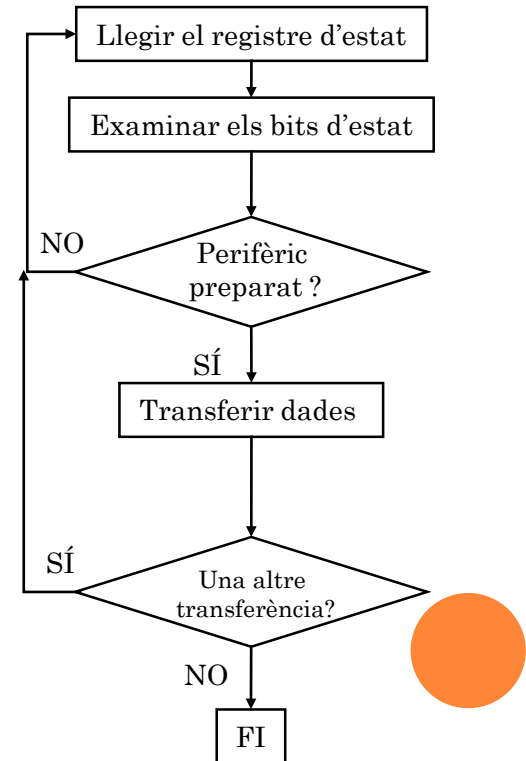 Llegir el registre d'estat
Examinar els bits d'estat
NO
Perifèric
preparat ?
SÍ
Transferir dades
SÍ
Una altre
transferència?
NO
FI